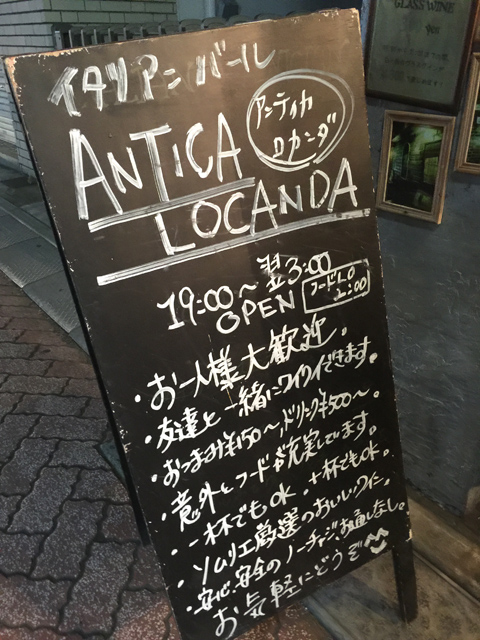 GLASS WINE
イタリアン バール
ANTICA
アンティカ
ロカンダ
LOCANDA
19:00〜翌3:00
OPEN
フードL.O
2:00
・お一人様大歓迎。
・友達と一緒にワイワイできます。
・おつまみ¥150〜、ドリンク¥500〜。
・意外とフードが充実してます。
・一杯でもOK、十杯でもOK。
・ソムリエ厳選のおいしいワイン。
・安心、安全のノーチャージ、お通しなし。
お気軽にどうぞ